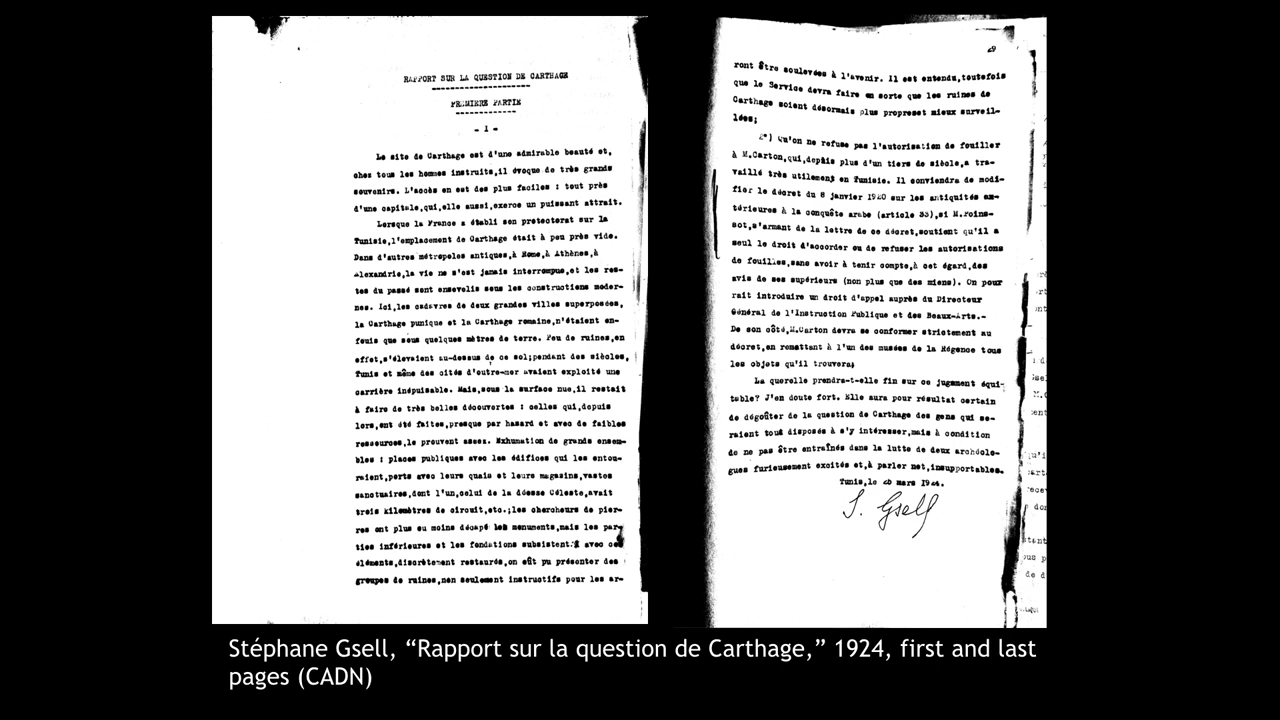 RAPPORT SUR LA QUESTION DE CARTHAGE
PREMIERE PARTIE
- I -
Le site de Carthage est d'une admirable beauté et,
chez tous les hommes instruits,il évoque de très grands
souvenirs. L'accès en est des plus faciles : tout près
d'une capitale,qui,elle aussi,exerce un puissant attrait.
Lorsque la France a établi son protectorat sur la
Tunisie,l'emplacement de Carthage était à peu près vide.
Dans d'autres métropoles antiques,à Rome,à Athènes,à
Alexandrie,la vie ne s'est jamais interrompue,et les res-
tes du passé sont ensevelis sous les constructions moder-
nes. Ici,les cadavres de deux grandes villes superposées,
la Carthage punique et la Carthage romaine,n'étaient en-
fouis que sous quelques mètres de terre. Peu de ruines,en
effet,s'élevaient au-dessus de ce sol;pendant des siècles,
Tunis et même des cités d'outre-mer avaient exploité une
carrière inépuisable. Mais,sous la surface nue,il restait
à faire de très belles découvertes : celles qui,depuis
lors,ont été faites,presque par hasard et avec de faibles
ressources,le prouvent assez. Exhumation de grands ensem-
bles : places publiques avec les édifices qui les entou-
raient,ports avec leurs quais et leurs magasins,vastes
sanctuaires,dont l'un,celui de la déesse Céleste,avait
trois kilomètres de circuit,etc.;les chercheurs de pier-
res ont plus ou moins décapé les monuments,mais les par-
ties inférieures et les fondations subsistent. avec ces
éléments,discrètement restaurés,on eût pu présenter des
groupes de ruines,non seulement instructifs pour les ar-
29
ront être soulevées à l'avenir. Il est entendu,toutefois
que le Service devra faire en sorte que les ruines de
Carthage soient désormais plus propreset mieux surveil-
lées;
2°) Qu'on ne refuse pas l'autorisation de fouiller
à M.Carton,qui,depuis plus d'un tiers de siècle,a tra-
vaillé très utilement en Tunisie. Il conviendra de modi-
fier le décret du 8 janvier 1920 sur les antiquités an-
térieures à la conquête arabe (article 33),si M.Poins-
sot,s'armant de la lettre de ce décret,soutient qu'il a
seul le droit d'accorder ou de refuser les autorisations
de fouilles,sans avoir à tenir compte,à cet égard,des
avis de ses supérieurs (non plus que des miens). On pour
rait introduire un droit d'appel auprès du Directeur
Général de l'Instruction Publique et des Beaux-Arts.-
De son côté,M.Carton devra se conformer strictement au
décret,en remettant à l'un des musées de la Régence tous
les objets qu'il trouvera;
La querelle prendra-t-elle fin sur ce jugement équi-
table? J'en doute fort. Elle aura pour résultat certain
de dégoûter de la question de Carthage des gens qui se-
raient tout disposés à s'y intéresser,mais à condition
de ne pas être entraînés dans la lutte de deux archéolo-
gues furieusement excités et,à parler net,insupportables.
Tunis,le mars 1924.
S. Gsell
Stéphane Gsell, “Rapport sur la question de Carthage,” 1924, first and last
pages (CADN)